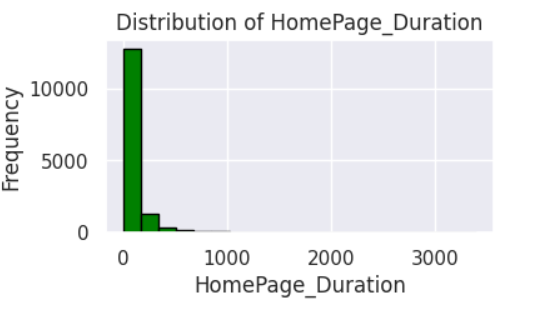 Distribution of HomePage_Duration
Frequency
10000
5000
0
0 1000 2000 3000
HomePage_Duration